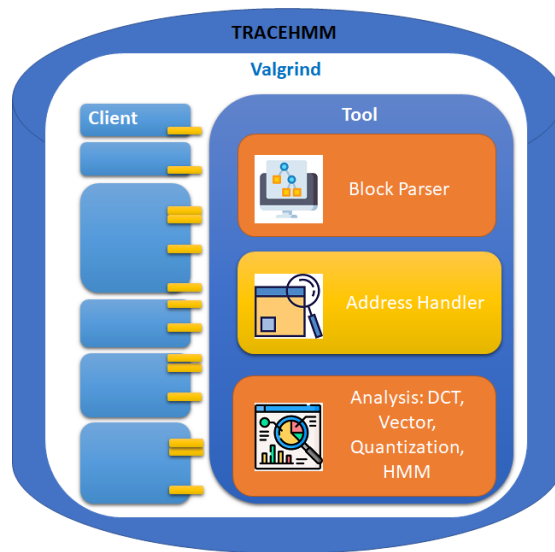 TRACEHMM
Valgrind
Client
Tool
Block Parser
Address Handler
Analysis: DCT,
Vector,
Quantization,
HMM